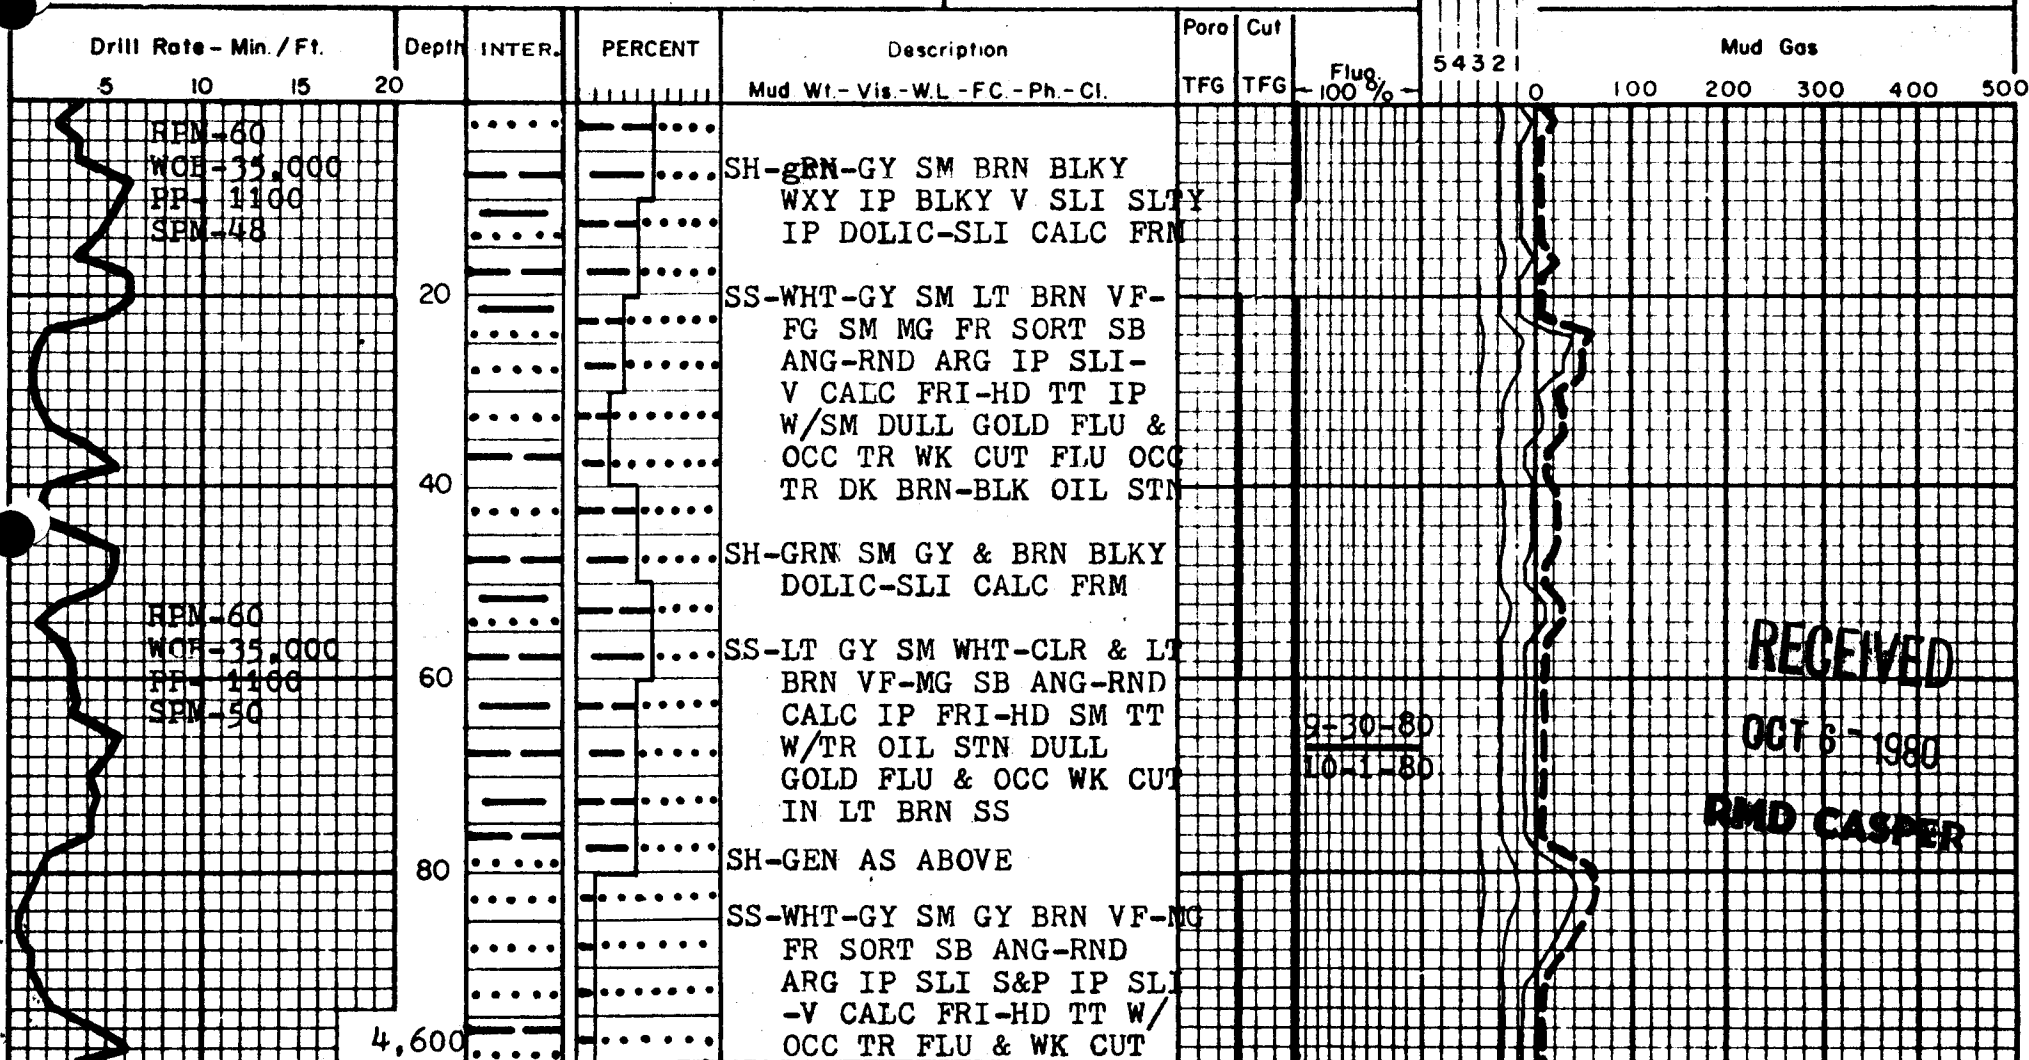 Drill Rate - Min./Ft.
5 10 15 20
Depth
INTER.
PERCENT
Description
Mud Wt.- Vis.-W.L.-FC.-Ph.-Cl.
Poro
TFG
Cut
TFG
Fluo.
100 %
5 4 3 2 1
Mud Gas
0 100 200 300 400 500
RPM-60
WOB-35,000
PP-1100
SPM-48
SH-gRN-GY SM BRN BLKY
WXY IP BLKY V SLI SLTY
IP DOLIC-SLI CALC FRM
20
SS-WHT-GY SM LT BRN VF-
FG SM MG FR SORT SB
ANG-RND ARG IP SLI-
V CALC FRI-HD TT IP
W/SM DULL GOLD FLU &
OCC TR WK CUT FLU OCC
TR DK BRN-BLK OIL STN
40
SH-GRN SM GY & BRN BLKY
DOLIC-SLI CALC FRM
RPM-60
WOB-35,000
PP-1100
SPM-50
SS-LT GY SM WHT-CLR & LT
BRN VF-MG SB ANG-RND
CALC IP FRI-HD SM TT
W/TR OIL STN DULL
GOLD FLU & OCC WK CUT
IN LT BRN SS
60
9-30-80
10-1-80
RECEIVED
OCT 6 - 1980
RMD CASPER
SH-GEN AS ABOVE
80
SS-WHT-GY SM GY BRN VF-MG
FR SORT SB ANG-RND
ARG IP SLI S&P IP SLI
-V CALC FRI-HD TT W/
OCC TR FLU & WK CUT
4,600